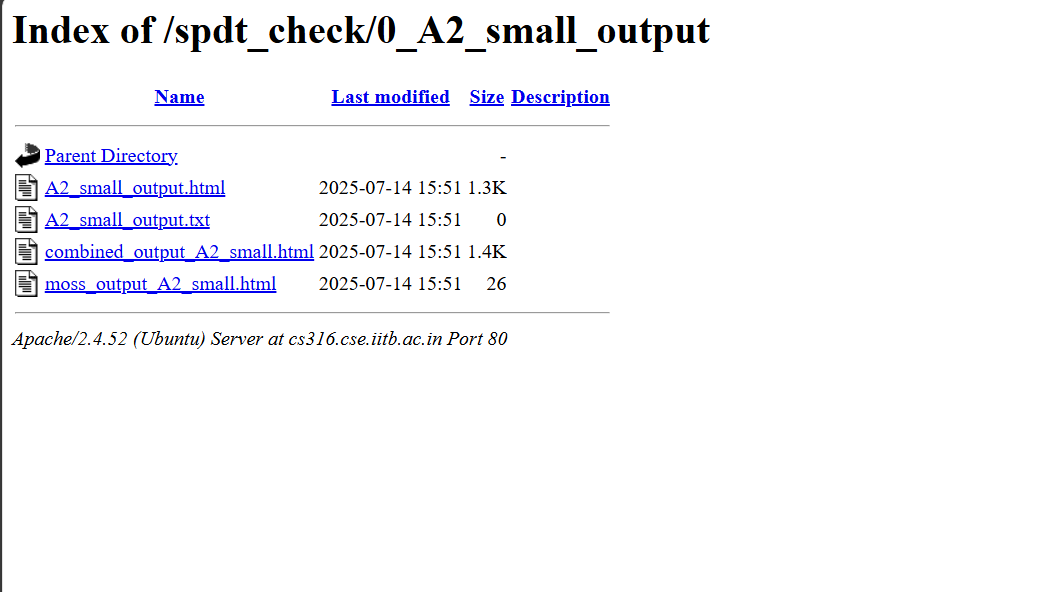 Index of /spdt_check/0_A2_small_output
Name Last modified Size Description
Parent Directory -
A2_small_output.html 2025-07-14 15:51 1.3K
A2_small_output.txt 2025-07-14 15:51 0
combined_output_A2_small.html 2025-07-14 15:51 1.4K
moss_output_A2_small.html 2025-07-14 15:51 26
Apache/2.4.52 (Ubuntu) Server at cs316.cse.iitb.ac.in Port 80